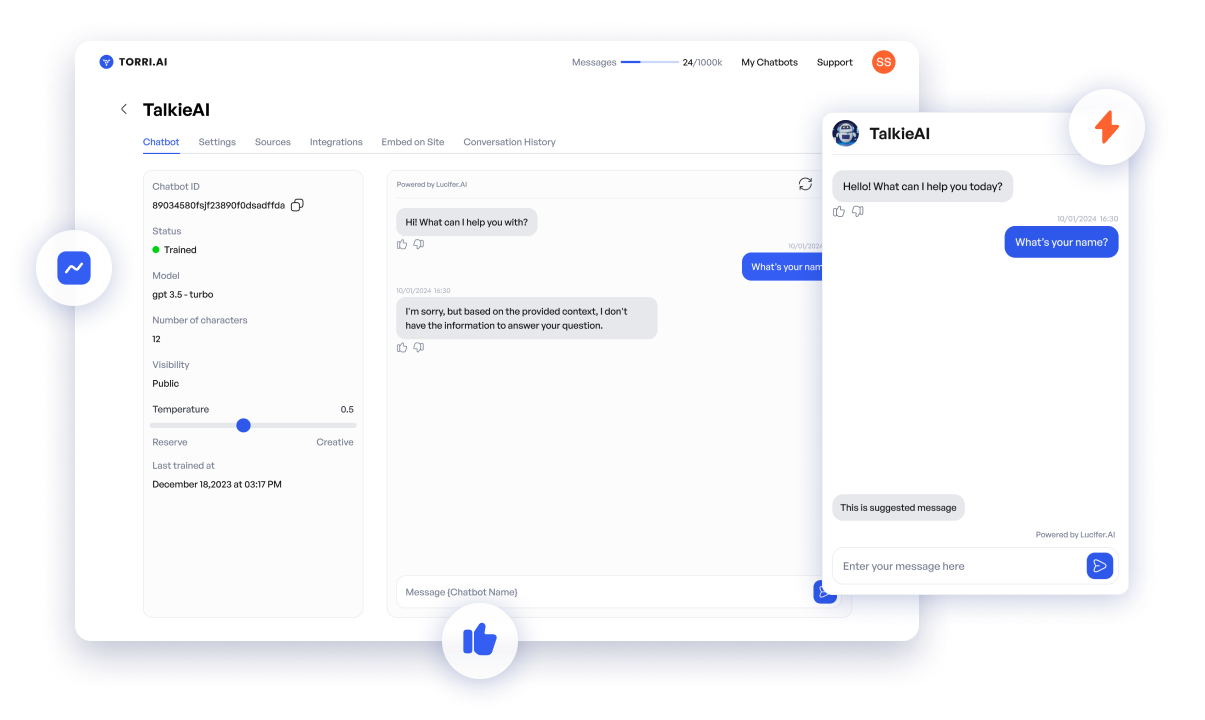 TORRI.AI
Messages 24/1000k My Chatbots Support SS
TalkieAI
Chatbot Settings Sources Integrations Embed on Site Conversation History
Chatbot ID
89034580fsjf23890f0dsadffda
Status
Trained
Model
gpt 3.5 - turbo
Number of characters
12
Visibility
Public
Temperature 0.5
Reserve Creative
Last trained at
December 18,2023 at 03:17 PM
Powered by Lucifer.AI
Hi! What can I help you with?
10/01/2024
What's your nam
10/01/2024 16:30
I'm sorry, but based on the provided context, I don't
have the information to answer your question.
Message {Chatbot Name}
TalkieAI
Hello! What can I help you today?
10/01/2024 16:30
What's your name?
This is suggested message
Powered by Lucifer.AI
Enter your message here